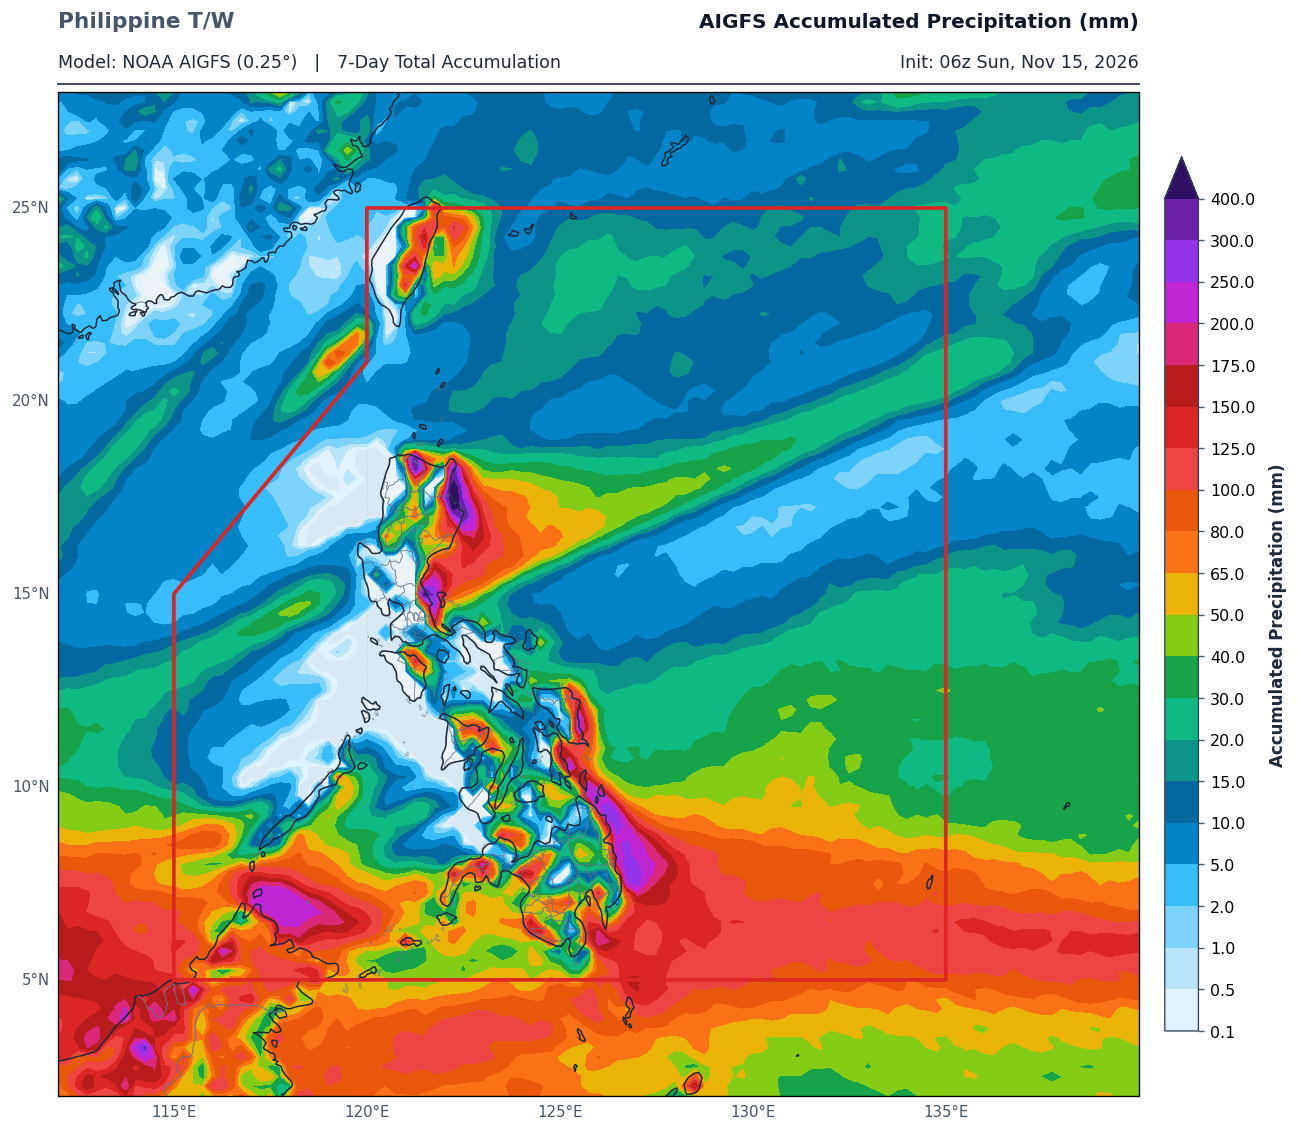 Philippine T/W
AIGFS Accumulated Precipitation (mm)
Model: NOAA AIGFS (0.25°) | 7-Day Total Accumulation
Init: 06z Sun, Nov 15, 2026
25°N
20°N
15°N
10°N
5°N
115°E
120°E
125°E
130°E
135°E
400.0
300.0
250.0
200.0
175.0
150.0
125.0
100.0
80.0
65.0
50.0
40.0
30.0
20.0
15.0
10.0
5.0
2.0
1.0
0.5
0.1
Accumulated Precipitation (mm)